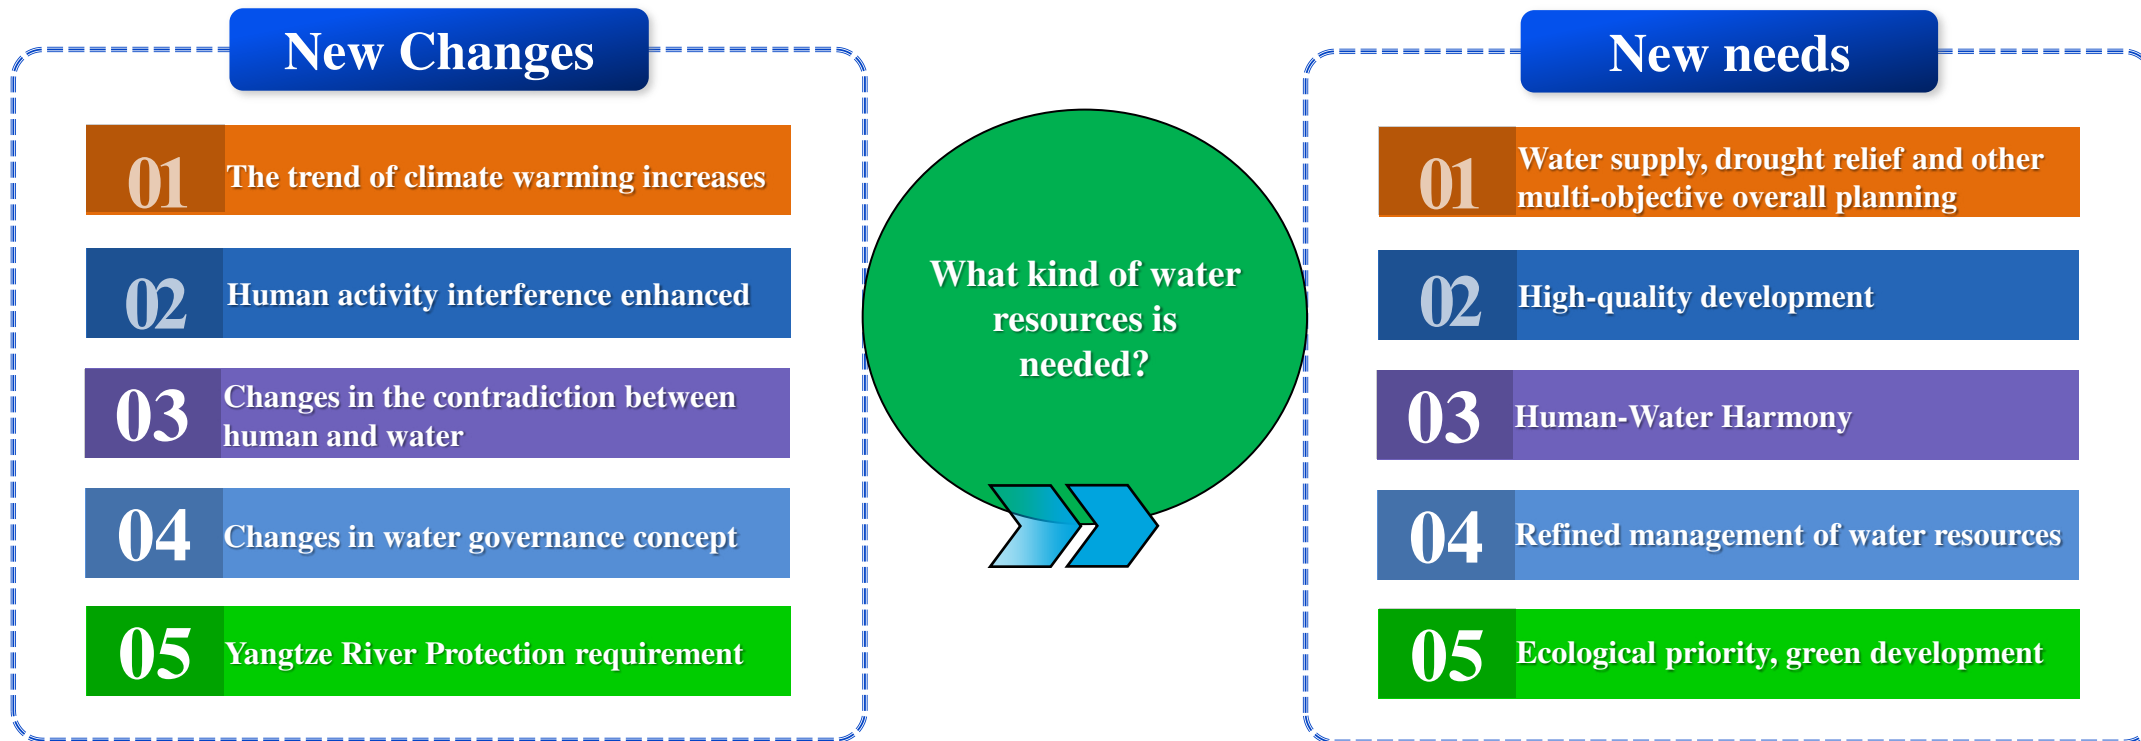 New Changes
01
The trend of climate warming increases
02
Human activity interference enhanced
03
Changes in the contradiction between
human and water
04
Changes in water governance concept
05
Yangtze River Protection requirement
What kind of water
resources is
needed?
New needs
01
Water supply, drought relief and other
multi-objective overall planning
02
High-quality development
03
Human-Water Harmony
04
Refined management of water resources
05
Ecological priority, green development